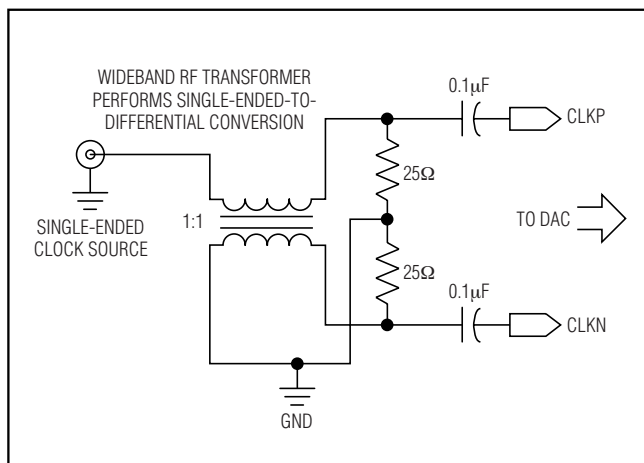 WIDEBAND RF TRANSFORMER
PERFORMS SINGLE-ENDED-TO-
DIFFERENTIAL CONVERSION
0.1μF
CLKP
25Ω
SINGLE-ENDED
CLOCK SOURCE
1:1
TO DAC
25Ω
0.1μF
CLKN
GND